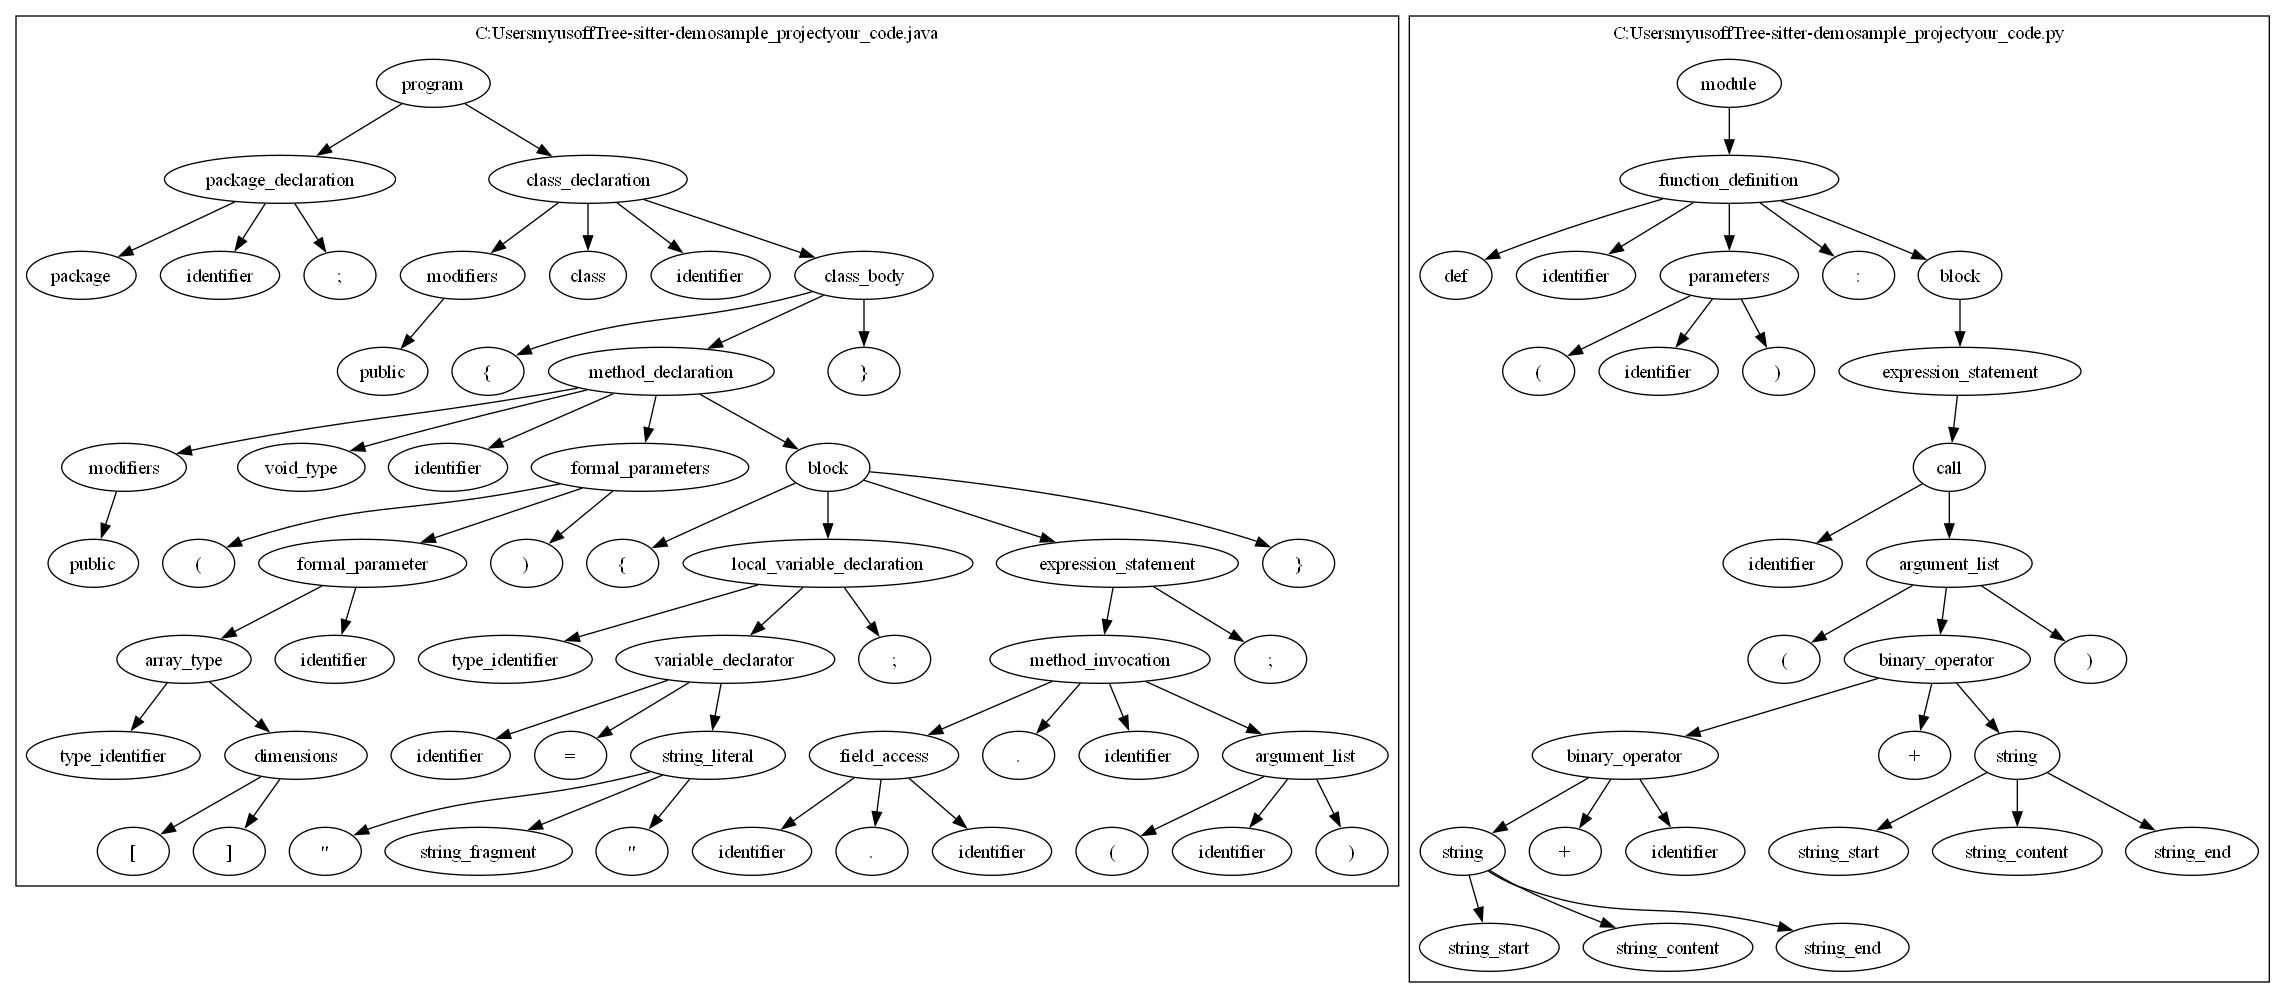 C:UsersmyusoffTree-sitter-demosample_projectyour_code.java
program
package_declaration class_declaration
package identifier ; modifiers class identifier class_body
public { method_declaration }
modifiers void_type identifier formal_parameters block
public ( formal_parameter ) { local_variable_declaration expression_statement }
array_type identifier type_identifier variable_declarator ; method_invocation ;
type_identifier dimensions identifier = string_literal field_access . identifier argument_list
[ ] " string_fragment " identifier . identifier ( identifier )
C:UsersmyusoffTree-sitter-demosample_projectyour_code.py
module
function_definition
def identifier parameters : block
( identifier ) expression_statement
call
identifier argument_list
( binary_operator )
binary_operator + string
string + identifier string_start string_content string_end
string_start string_content string_end